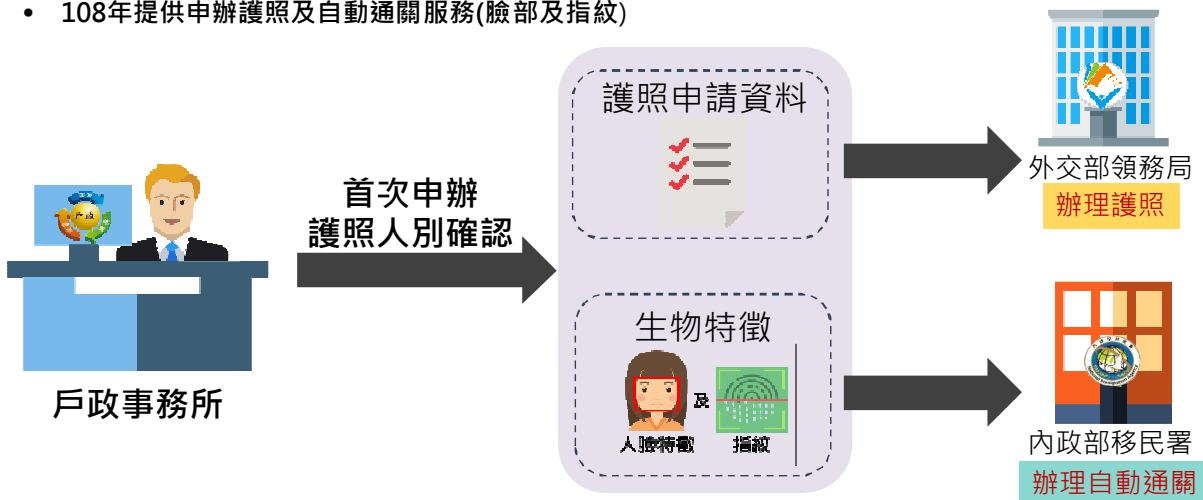 • 108年提供申辦護照及自動通關服務(臉部及指紋)
護照申請資料
外交部領務局
辦理護照
首次申辦
護照人別確認
戶政
戶政事務所
生物特徵
及
人臉特徵
指紋
內政部移民署
辦理自動通關